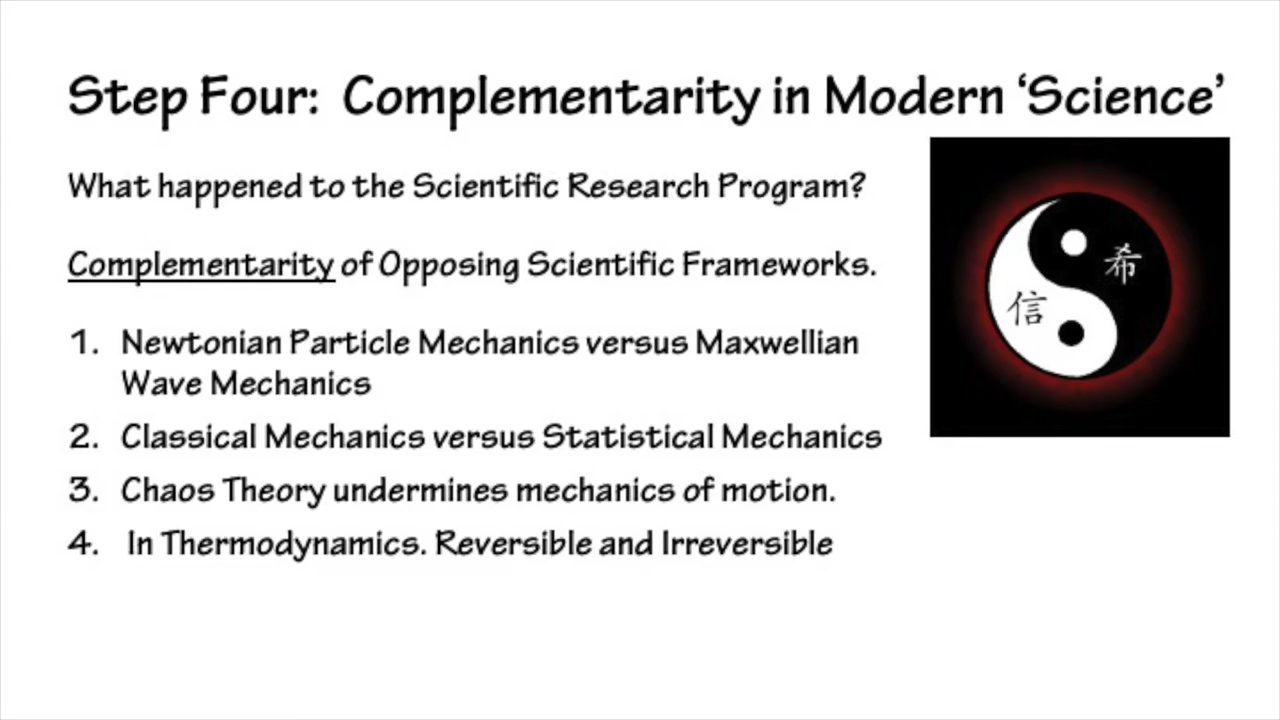 Step Four: Complementarity in Modern ‘Science’
What happened to the Scientific Research Program?
Complementarity of Opposing Scientific Frameworks.
1. Newtonian Particle Mechanics versus Maxwellian
Wave Mechanics
2. Classical Mechanics versus Statistical Mechanics
3. Chaos Theory undermines mechanics of motion.
4. In Thermodynamics. Reversible and Irreversible
希
信